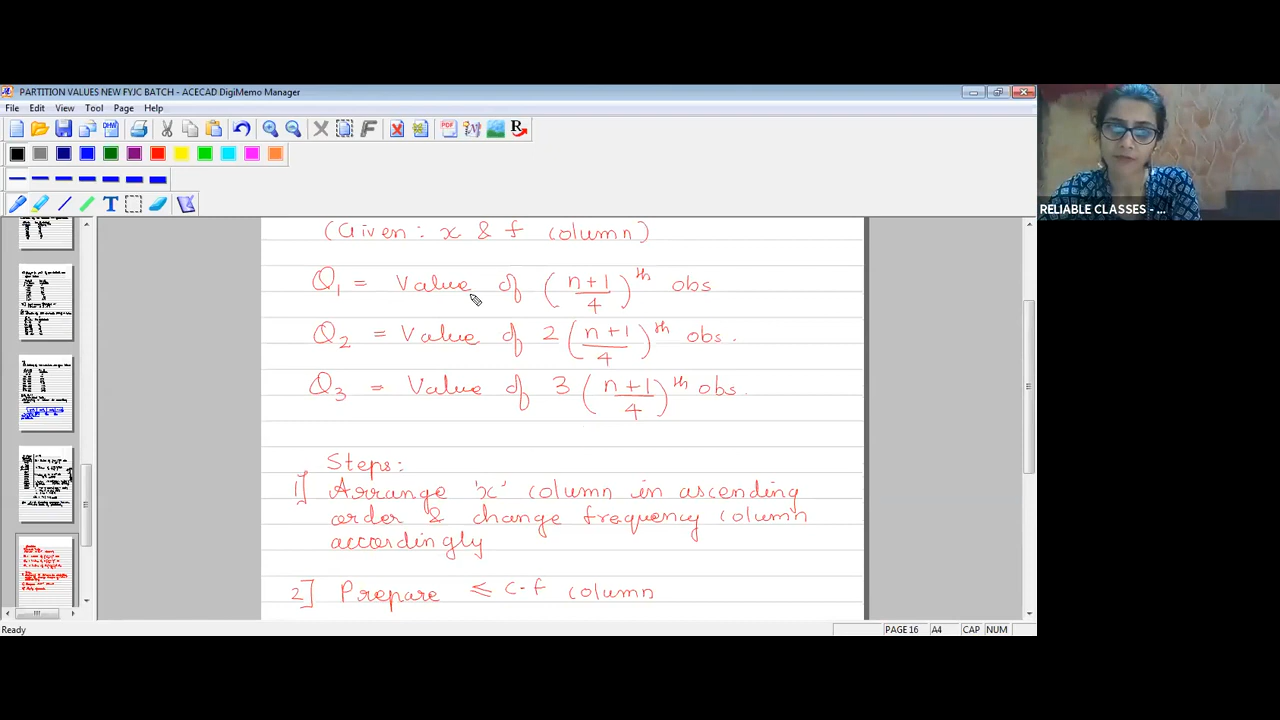 PARTITION VALUES NEW FYJC BATCH - ACECAD DigiMemo Manager
File Edit View Tool Page Help
(Given: x & f column)
Q1 = Value of (n+1/4)th obs
Q2 = Value of 2 (n+1/4)th obs.
Q3 = Value of 3 (n+1/4)th obs.
Steps:
1] Arrange 'x' column in ascending
order & change frequency column
accordingly
2] Prepare ≤ c.f column
Ready
PAGE 16 A4 CAP NUM
RELIABLE CLASSES - ...